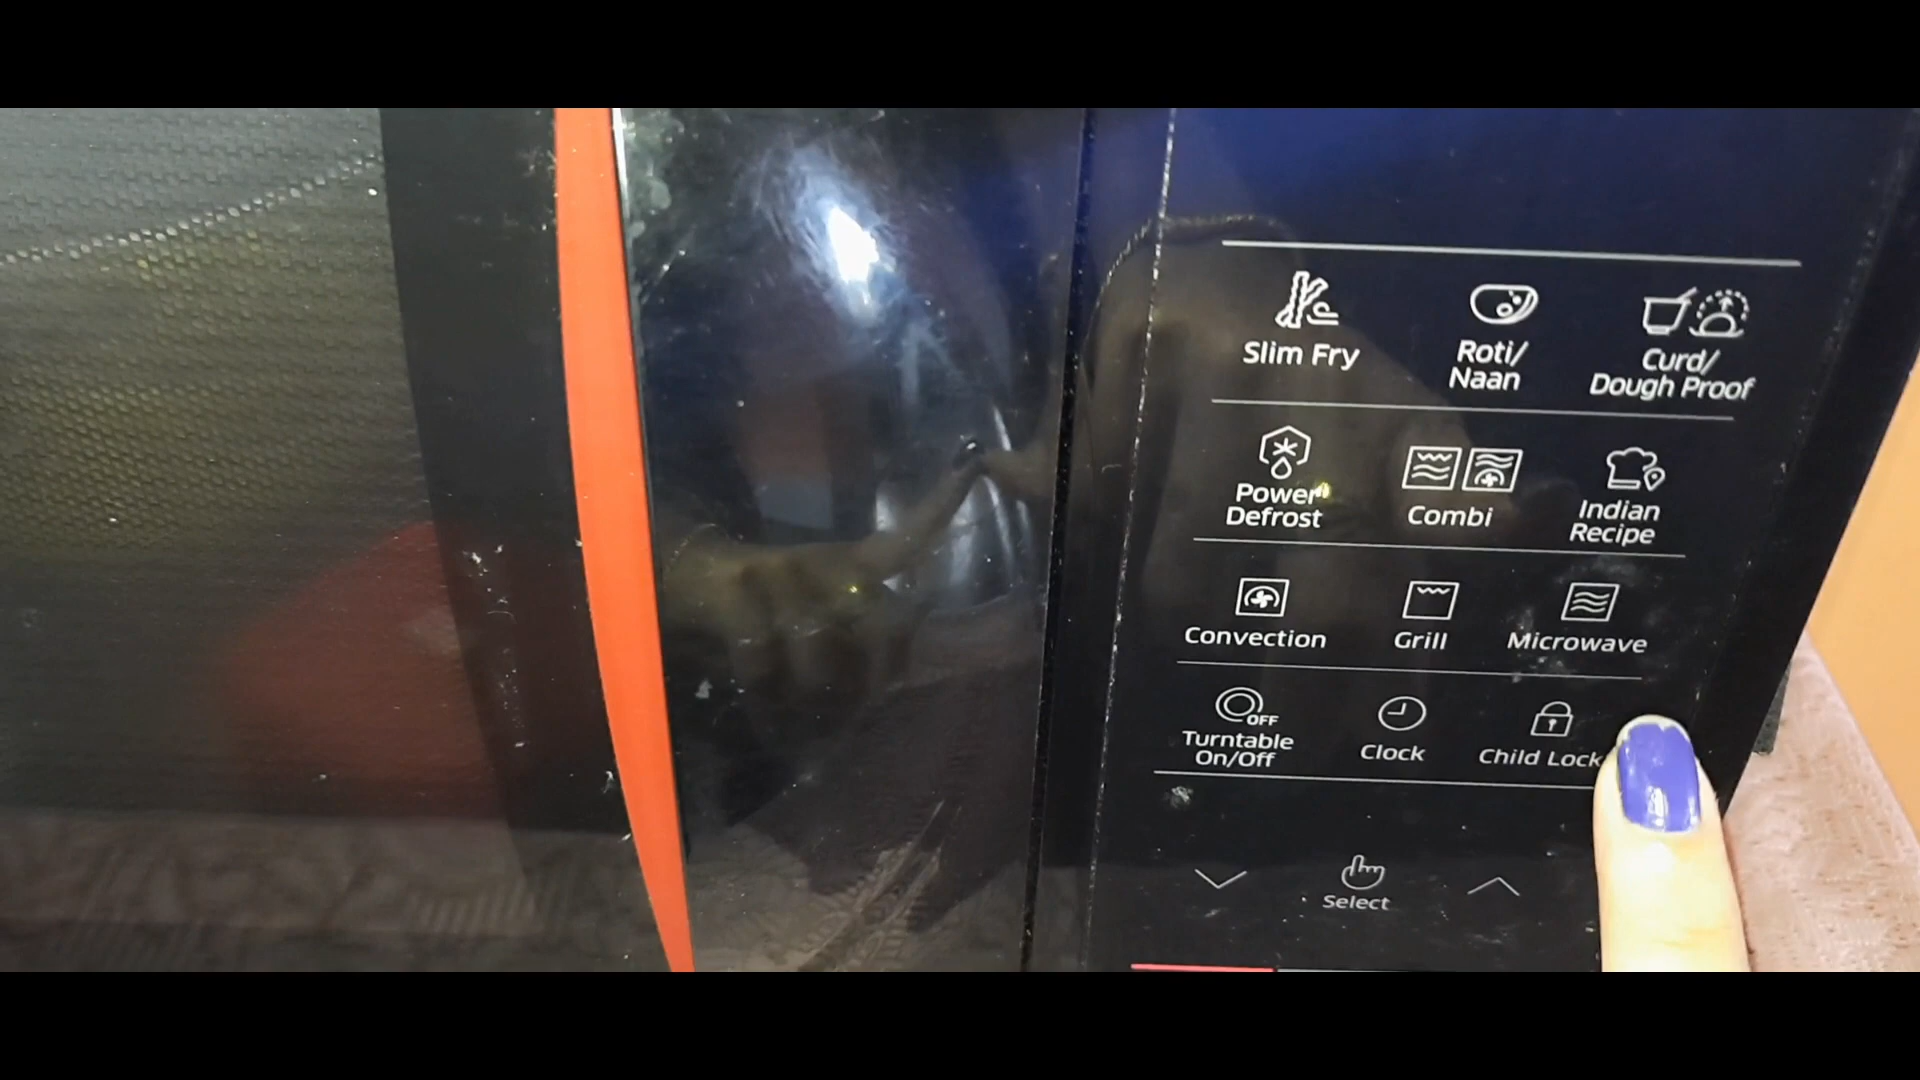 Slim Fry
Roti/
Naan
Curd/
Dough Proof
Power
Defrost
Combi
Indian
Recipe
Convection
Grill
Microwave
OFF
Turntable
On/Off
Clock
Child Lock
Select